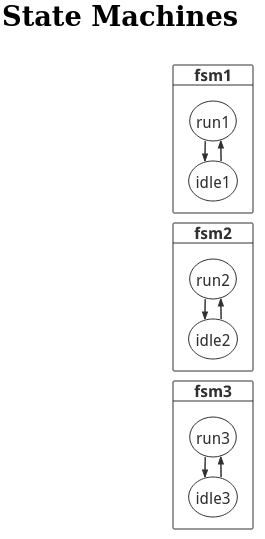 State Machines
fsm1
run1
idle1
fsm2
run2
idle2
fsm3
run3
idle3